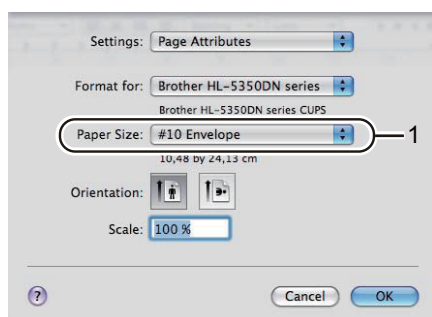 Settings: Page Attributes
Format for: Brother HL-5350DN series
Brother HL-5350DN series CUPS
Paper Size: #10 Envelope 1
10,48 by 24,13 cm
Orientation:
Scale: 100 %
? Cancel OK